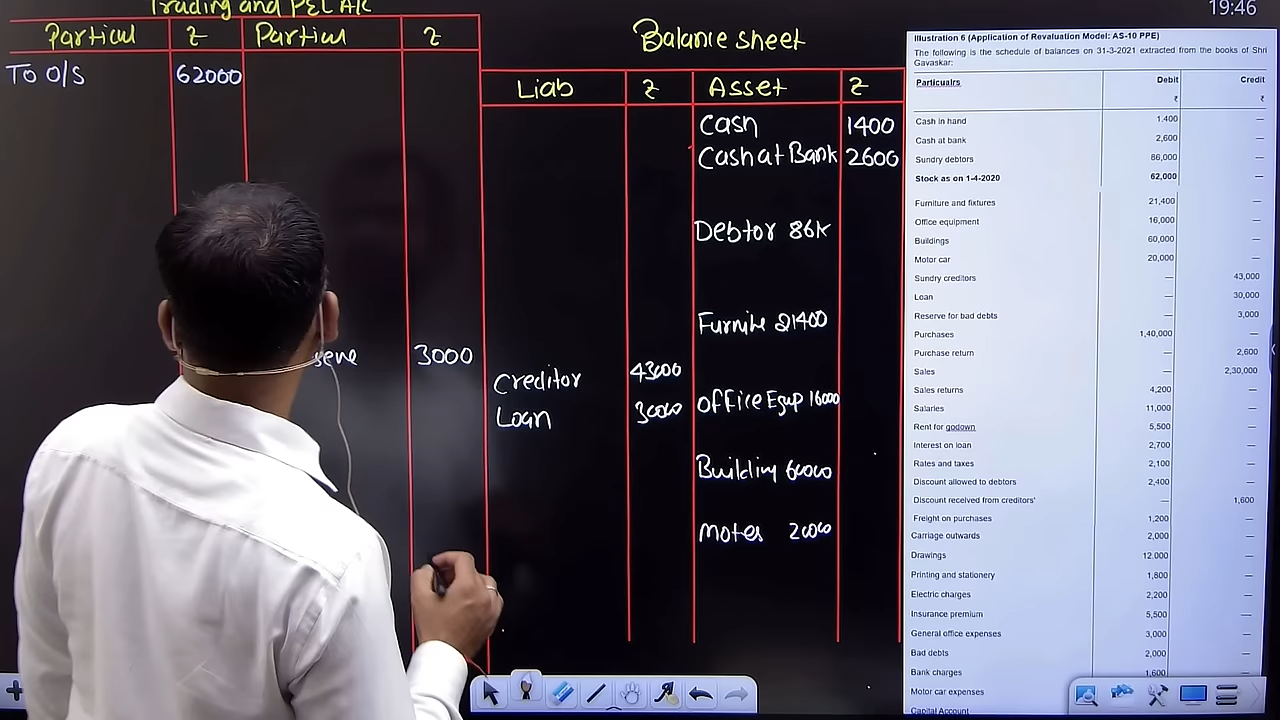 Trading and P&L A/c
Particul ₹ Particul ₹
To O/S 62000
sene 3000
Balance sheet
Liab ₹ Asset ₹
Cash 1400
Cash at Bank 2600
Debtor 86k
Furnite 21400
Creditor 43000
Loan 30000
Office Equp 16000
Building 60000
Motes 20000
19:46
Illustration 6 (Application of Revaluation Model: AS-10 PPE)
The following is the schedule of balances on 31-3-2021 extracted from the books of Shri
Gavaskar:
Particualrs Debit Credit
₹ ₹
Cash in hand 1.400 —
Cash at bank 2,600 —
Sundry debtors 86,000 —
Stock as on 1-4-2020 62,000 —
Furniture and fixtures 21,400 —
Office equipment 16,000 —
Buildings 60,000 —
Motor car 20,000 —
Sundry creditors — 43,000
Loan — 30,000
Reserve for bad debts — 3,000
Purchases 1,40,000 —
Purchase return — 2,600
Sales — 2,30,000
Sales returns 4,200 —
Salaries 11,000 —
Rent for godown 5,500 —
Interest on loan 2,700 —
Rates and taxes 2,100 —
Discount allowed to debtors 2,400 —
Discount received from creditors' — 1,600
Freight on purchases 1,200 —
Carriage outwards 2,000 —
Drawings 12.000 —
Printing and stationery 1,800 —
Electric charges 2,200 —
Insurance premium 5,500 —
General office expenses 3,000 —
Bad debts 2,000 —
Bank charges 1,600
Motor car expenses
Capital Account